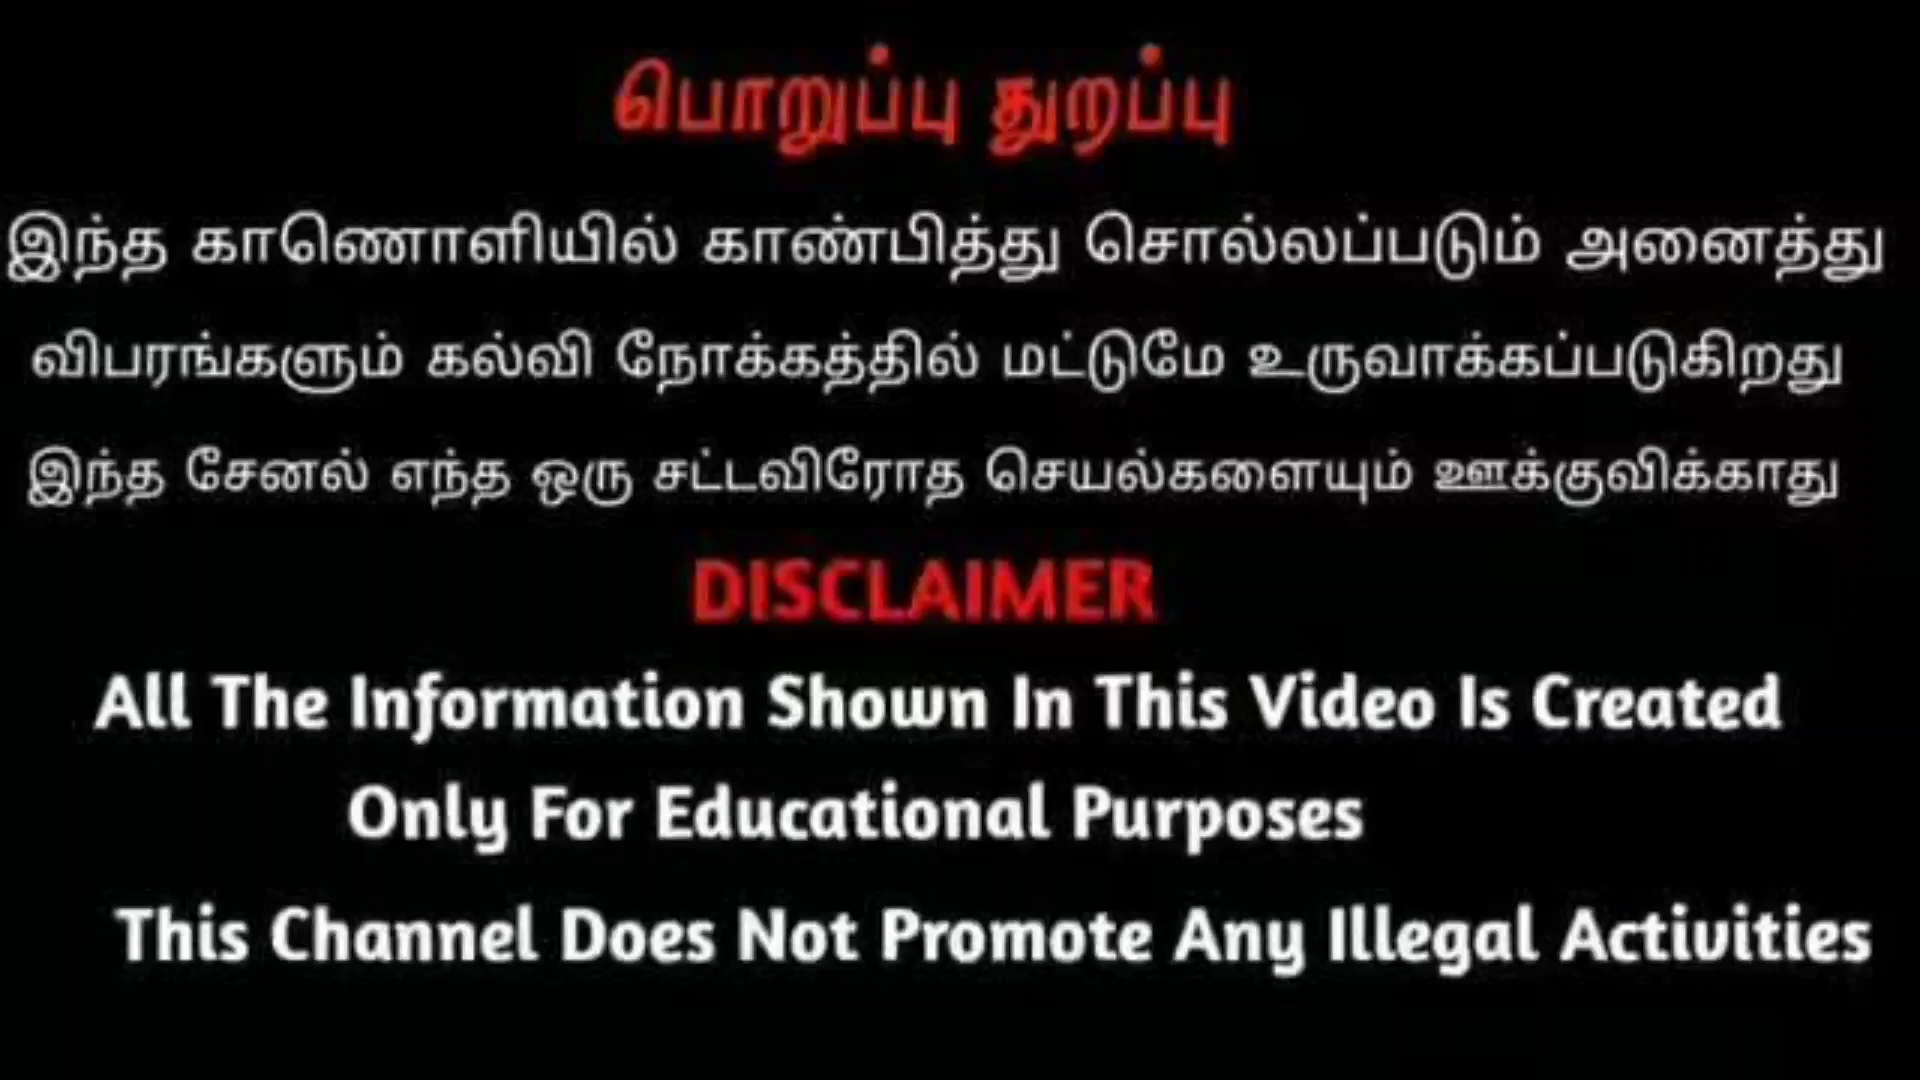 பொறுப்பு துறப்பு
இந்த காணொளியில் காண்பித்து சொல்லப்படும் அனைத்து
விபரங்களும் கல்வி நோக்கத்தில் மட்டுமே உருவாக்கப்படுகிறது
இந்த சேனல் எந்த ஒரு சட்டவிரோத செயல்களையும் ஊக்குவிக்காது
DISCLAIMER
All The Information Shown In This Video Is Created
Only For Educational Purposes
This Channel Does Not Promote Any Illegal Activities